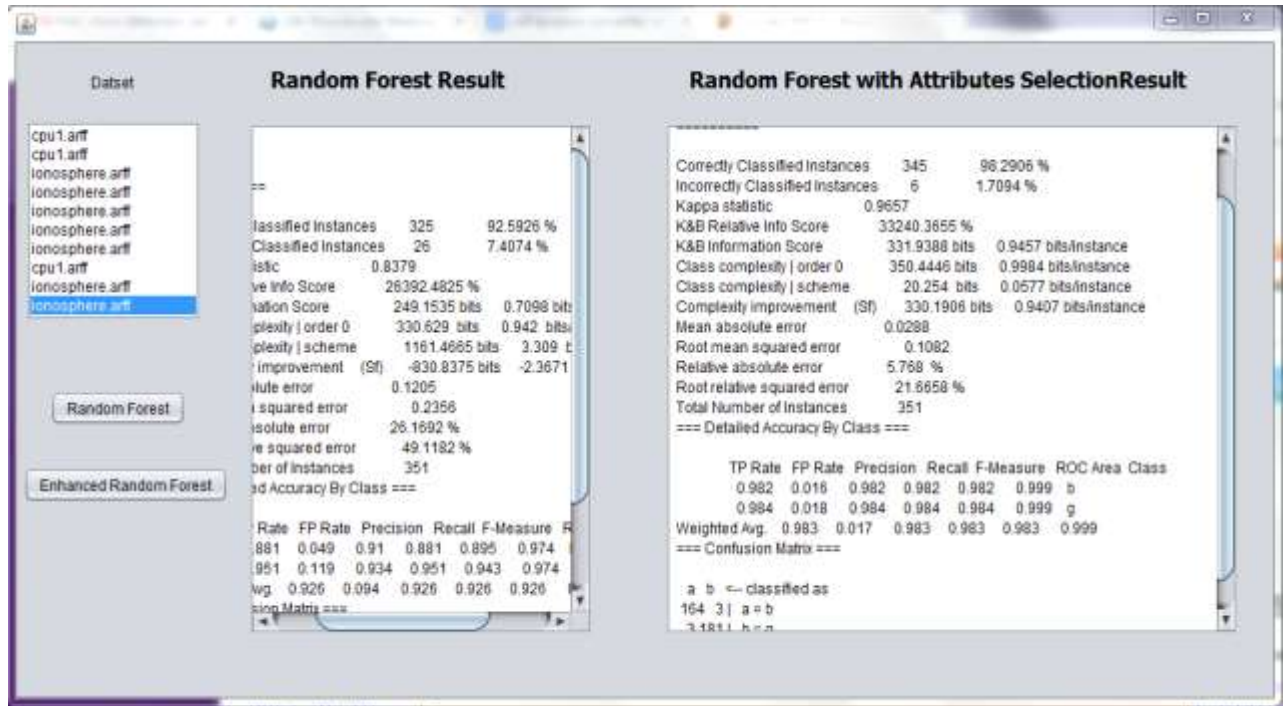 Datset
cpu1.arff
cpu1.arff
ionosphere.arff
ionosphere.arff
ionosphere.arff
ionosphere.arff
ionosphere.arff
cpu1.arff
ionosphere.arff
ionosphere.arff
Random Forest
Enhanced Random Forest
Random Forest Result
==
lassified Instances 325 92.5926 %
Classified Instances 26 7.4074 %
istic 0.8379
ve Info Score 26392.4825 %
nation Score 249.1535 bits 0.7098 bits
plexity | order 0 330.629 bits 0.942 bits/
plexity | scheme 1161.4665 bits 3.309 b
improvement (Sf) -830.8375 bits -2.3671
olute error 0.1205
squared error 0.2356
bsolute error 26.1692 %
ve squared error 49.1182 %
ber of Instances 351
ed Accuracy By Class ===
Rate FP Rate Precision Recall F-Measure R
.881 0.049 0.91 0.881 0.895 0.974
.951 0.119 0.934 0.951 0.943 0.974
Avg. 0.926 0.094 0.926 0.926 0.926
sion Matrix ===
Random Forest with Attributes SelectionResult
==========
Correctly Classified Instances 345 98.2906 %
Incorrectly Classified Instances 6 1.7094 %
Kappa statistic 0.9657
K&B Relative Info Score 33240.3655 %
K&B Information Score 331.9388 bits 0.9457 bits/instance
Class complexity | order 0 350.4446 bits 0.9984 bits/instance
Class complexity | scheme 20.254 bits 0.0577 bits/instance
Complexity improvement (Sf) 330.1906 bits 0.9407 bits/instance
Mean absolute error 0.0288
Root mean squared error 0.1082
Relative absolute error 5.768 %
Root relative squared error 21.6658 %
Total Number of Instances 351
=== Detailed Accuracy By Class ===
TP Rate FP Rate Precision Recall F-Measure ROC Area Class
0.982 0.016 0.982 0.982 0.982 0.999 b
0.984 0.018 0.984 0.984 0.984 0.999 g
Weighted Avg. 0.983 0.017 0.983 0.983 0.983 0.999
=== Confusion Matrix ===
a b <-- classified as
164 3 | a = b
3 181 | b = g